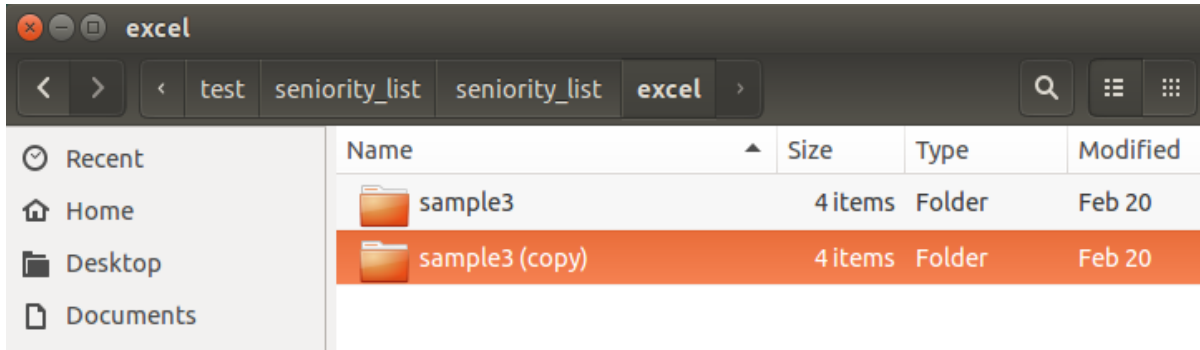 excel
test seniority_list seniority_list excel
Recent
Home
Desktop
Documents
Name Size Type Modified
sample3 4 items Folder Feb 20
sample3 (copy) 4 items Folder Feb 20